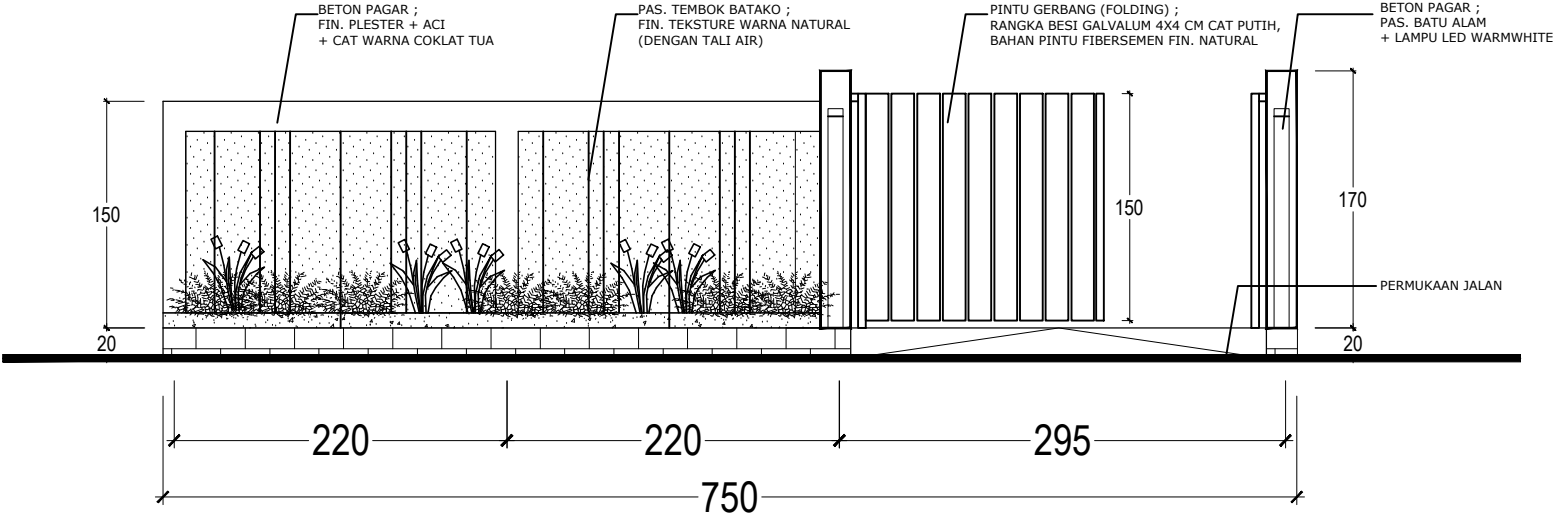 BETON PAGAR ;
FIN. PLESTER + ACI
+ CAT WARNA COKLAT TUA
PAS. TEMBOK BATAKO ;
FIN. TEKSTURE WARNA NATURAL
(DENGAN TALI AIR)
PINTU GERBANG (FOLDING) ;
RANGKA BESI GALVALUM 4X4 CM CAT PUTIH,
BAHAN PINTU FIBERSEMEN FIN. NATURAL
BETON PAGAR ;
PAS. BATU ALAM
+ LAMPU LED WARMWHITE
150
150
170
PERMUKAAN JALAN
20
20
220
220
295
750